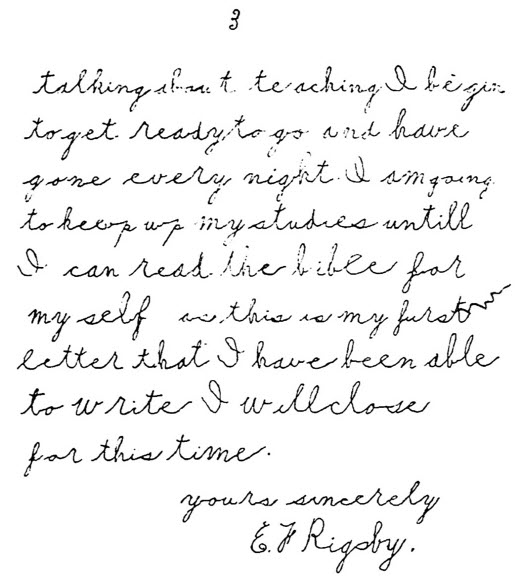 3
talking about teaching I begin
to get ready to go and have
gone every night I am going
to keep up my studies untill
I can read the bible for
my self as this is my first
letter that I have been able
to write I will close
for this time.
yours sincerely
E. F Rigsby.